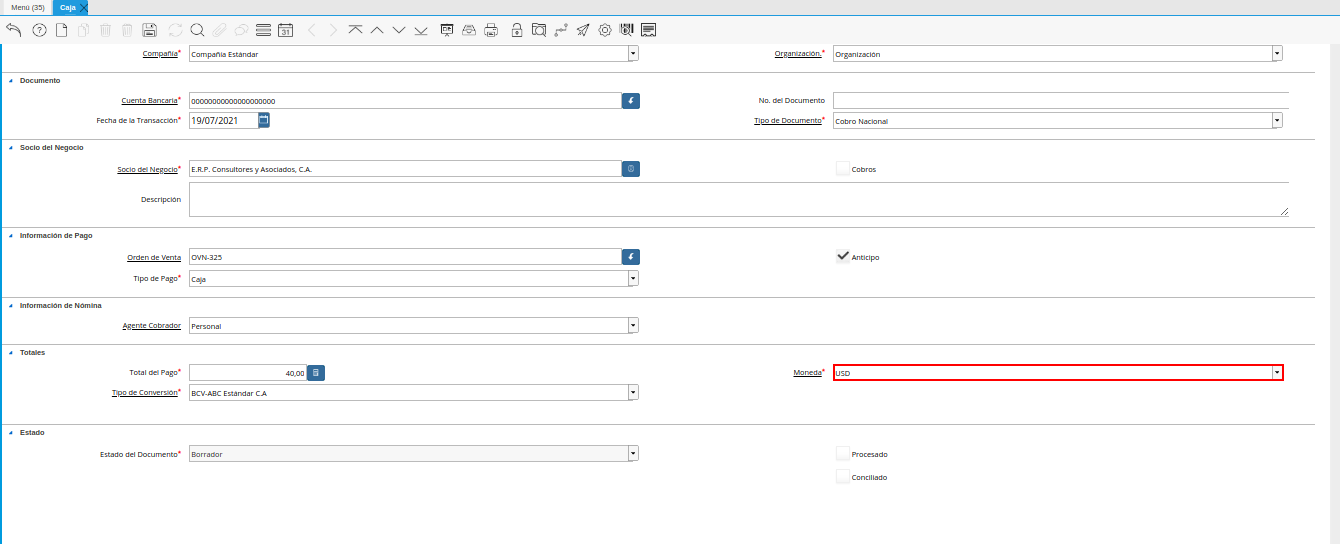 Menú (35) Caja
31
Compañía* Compañia Estándar Organización.* Organización
Documento
Cuenta Bancaria* 00000000000000000000 No. del Documento
Fecha de la Transacción* 19/07/2021 Tipo de Documento* Cobro Nacional
Socio del Negocio
Socio del Negocio* E.R.P. Consultores y Asociados, C.A. Cobros
Descripción
Información de Pago
Orden de Venta OVN-325 Anticipo
Tipo de Pago* Caja
Información de Nómina
Agente Cobrador Personal
Totales
Total del Pago* 40,00 Moneda* USD
Tipo de Conversión* BCV-ABC Estándar C.A
Estado
Estado del Documento* Borrador Procesado
Conciliado